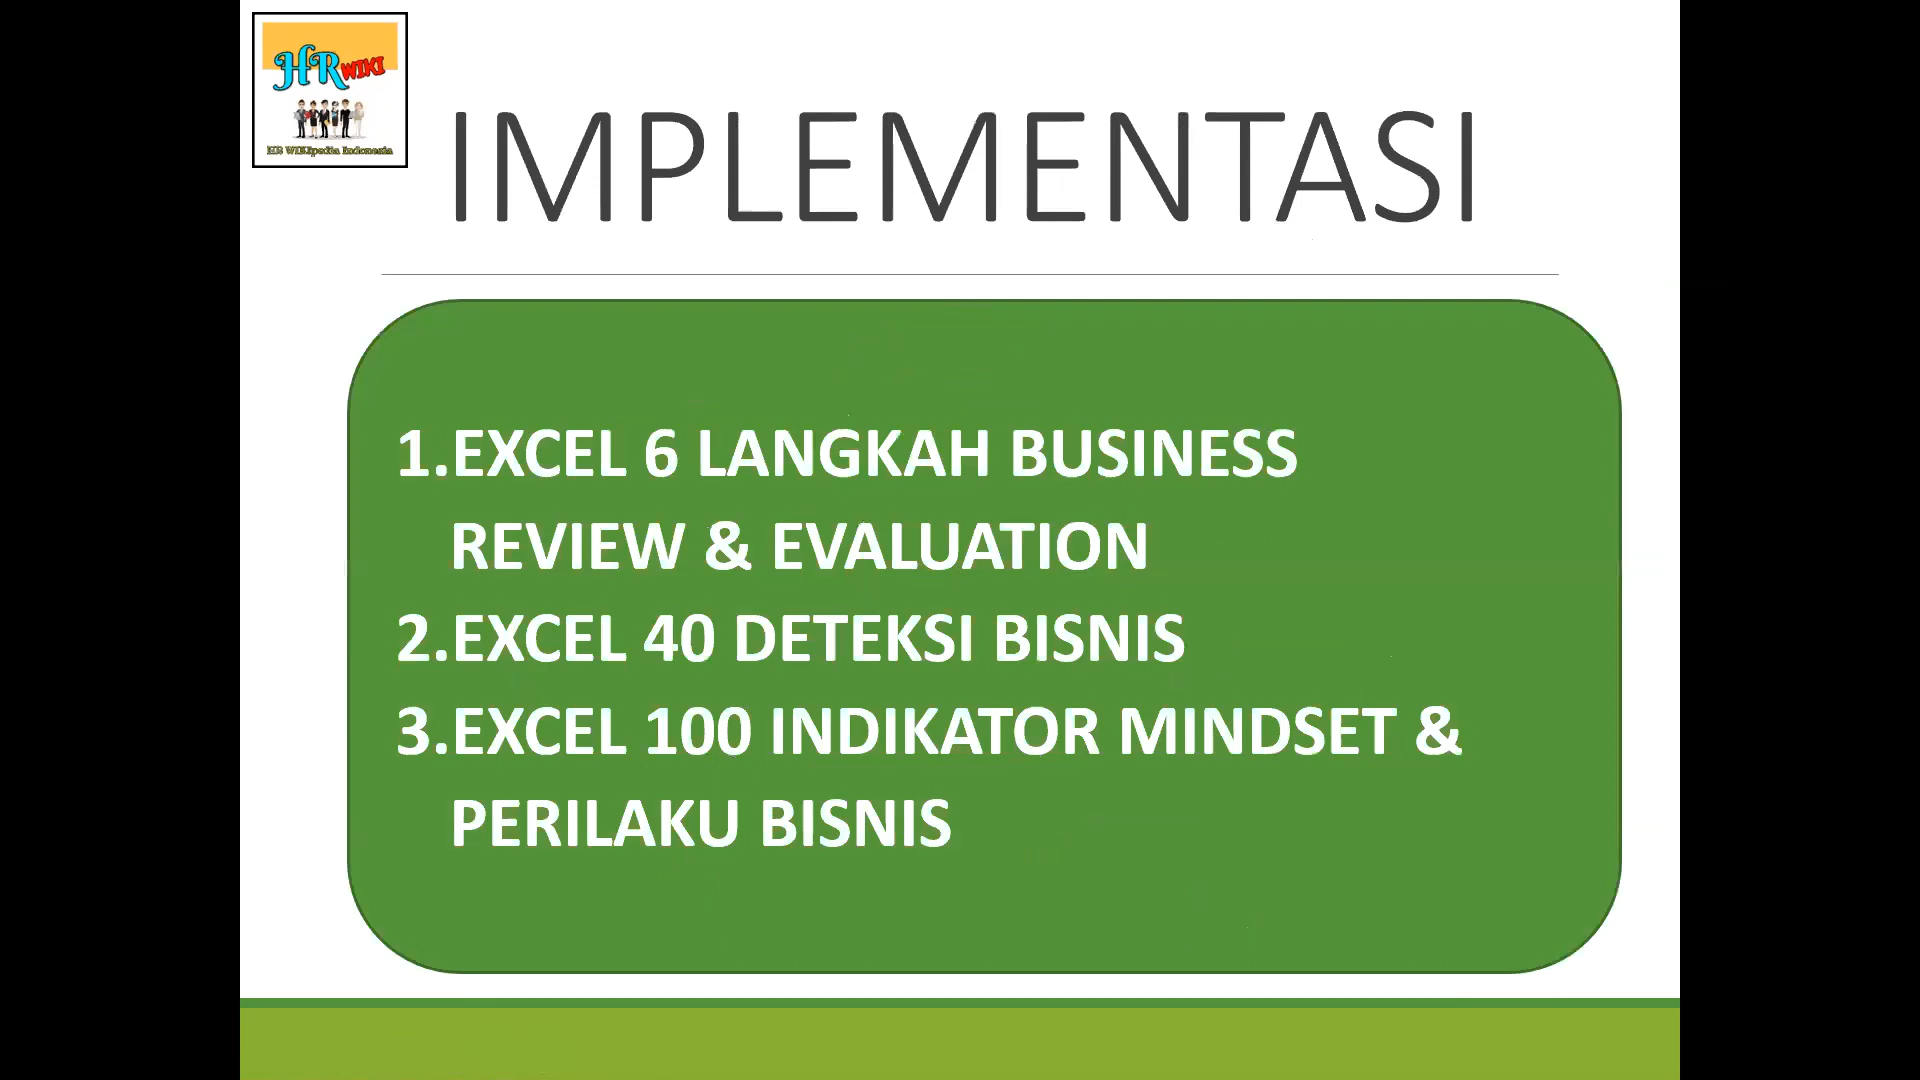 HR WIKI
HR WIKIpedia Indonesia
IMPLEMENTASI
1.EXCEL 6 LANGKAH BUSINESS
REVIEW & EVALUATION
2.EXCEL 40 DETEKSI BISNIS
3.EXCEL 100 INDIKATOR MINDSET &
PERILAKU BISNIS